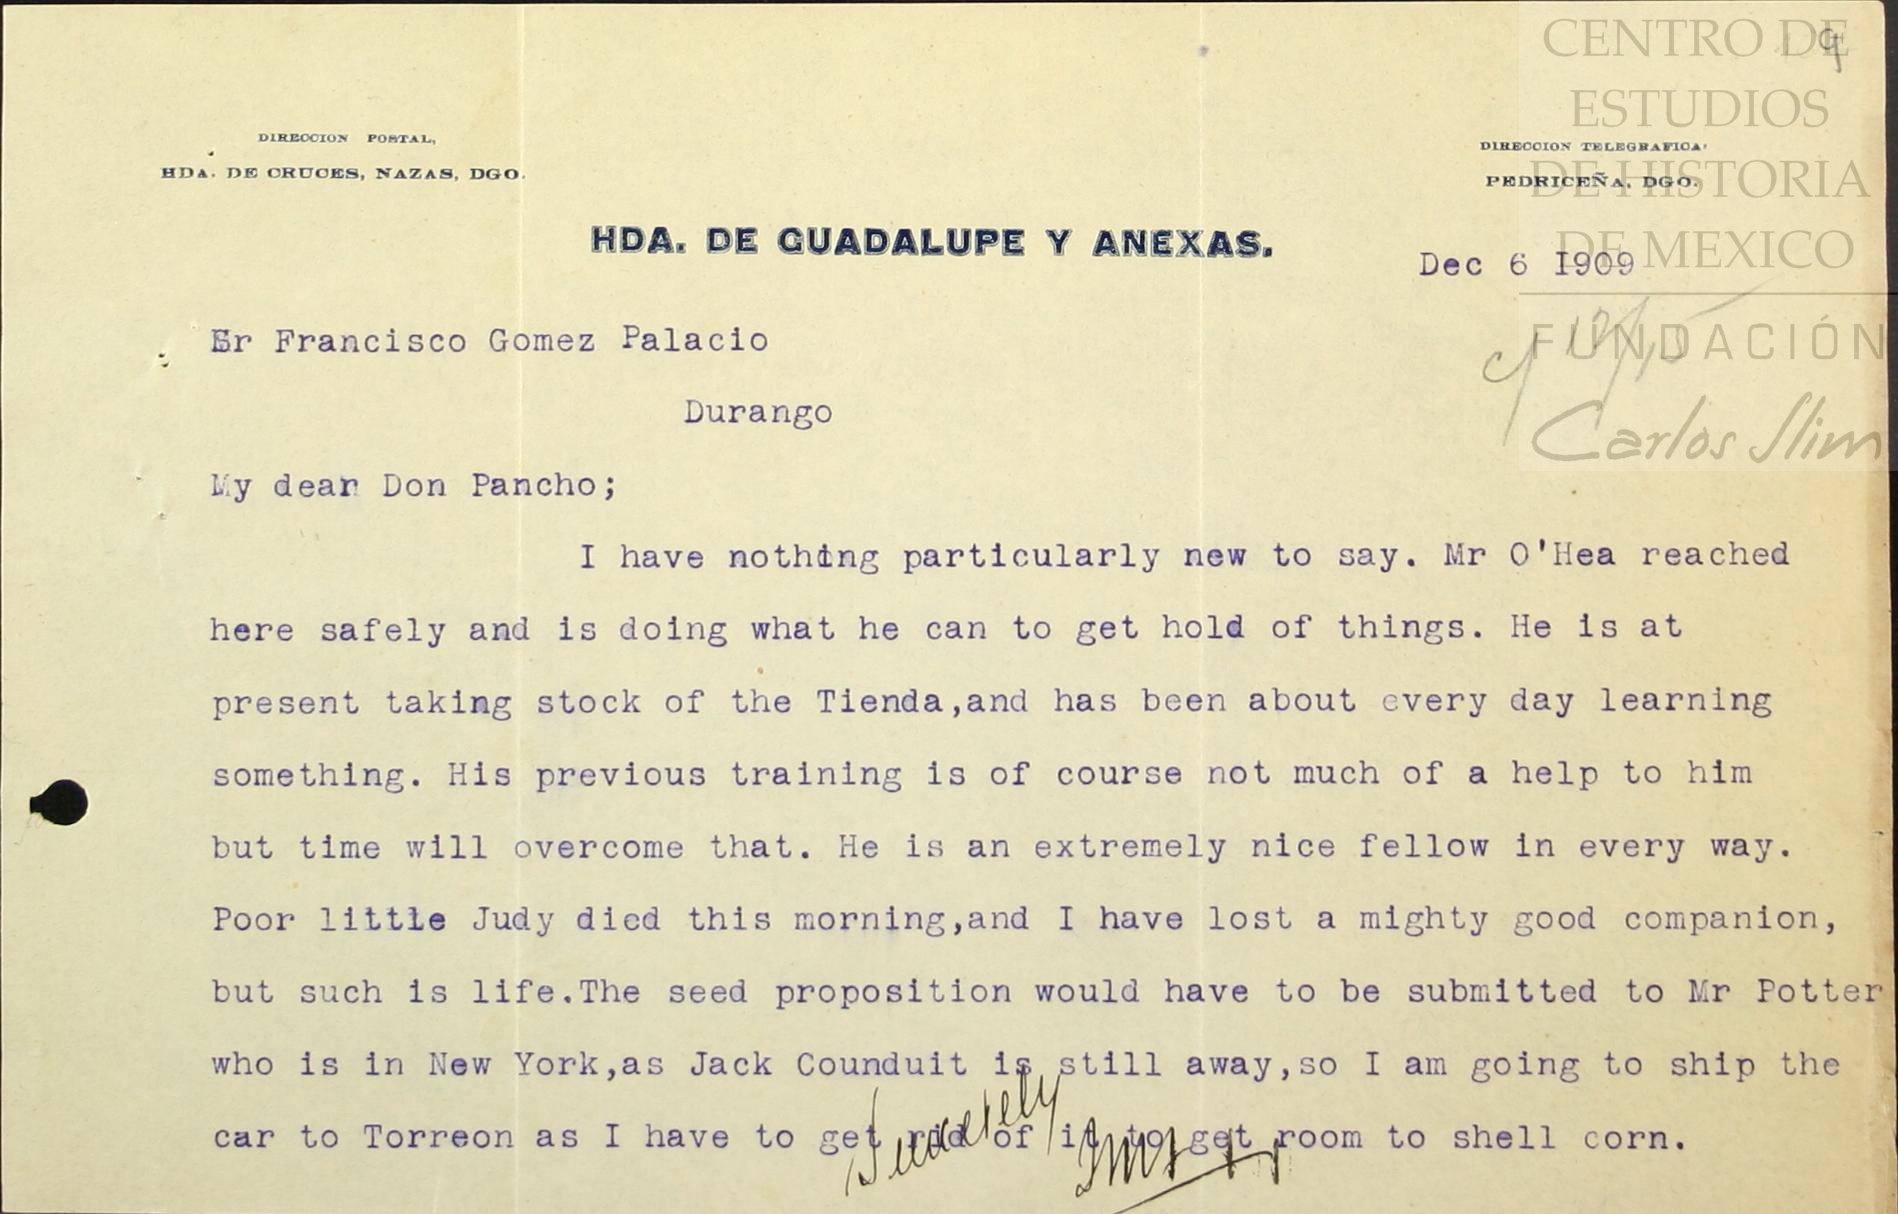 CENTRO DE
ESTUDIOS
DE HISTORIA
DE MEXICO
FUNDACIÓN
Carlos Slim
9
DIRECCION POSTAL,
HDA. DE CRUCES, NAZAS, DGO.
DIRECCION TELEGRAFICA:
PEDRICEÑA, DGO.
HDA. DE GUADALUPE Y ANEXAS.
Dec 6 I909
Sr Francisco Gomez Palacio
Durango
My dear Don Pancho;
I have nothing particularly new to say. Mr O'Hea reached
here safely and is doing what he can to get hold of things. He is at
present taking stock of the Tienda,and has been about every day learning
something. His previous training is of course not much of a help to him
but time will overcome that. He is an extremely nice fellow in every way.
Poor little Judy died this morning,and I have lost a mighty good companion,
but such is life.The seed proposition would have to be submitted to Mr Potter
who is in New York,as Jack Counduit is still away,so I am going to ship the
car to Torreon as I have to get rid of it to get room to shell corn.
Sincerely